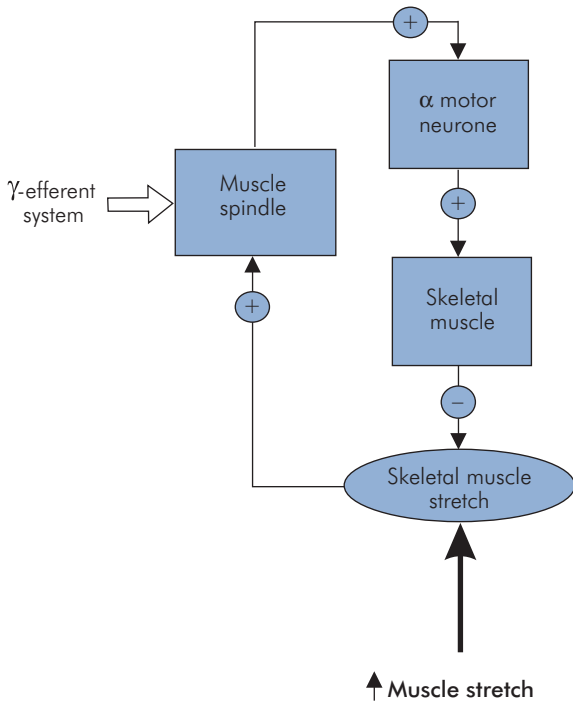 +
α motor
neurone
γ-efferent
system
Muscle
spindle
+
Skeletal
muscle
+
−
Skeletal muscle
stretch
↑ Muscle stretch